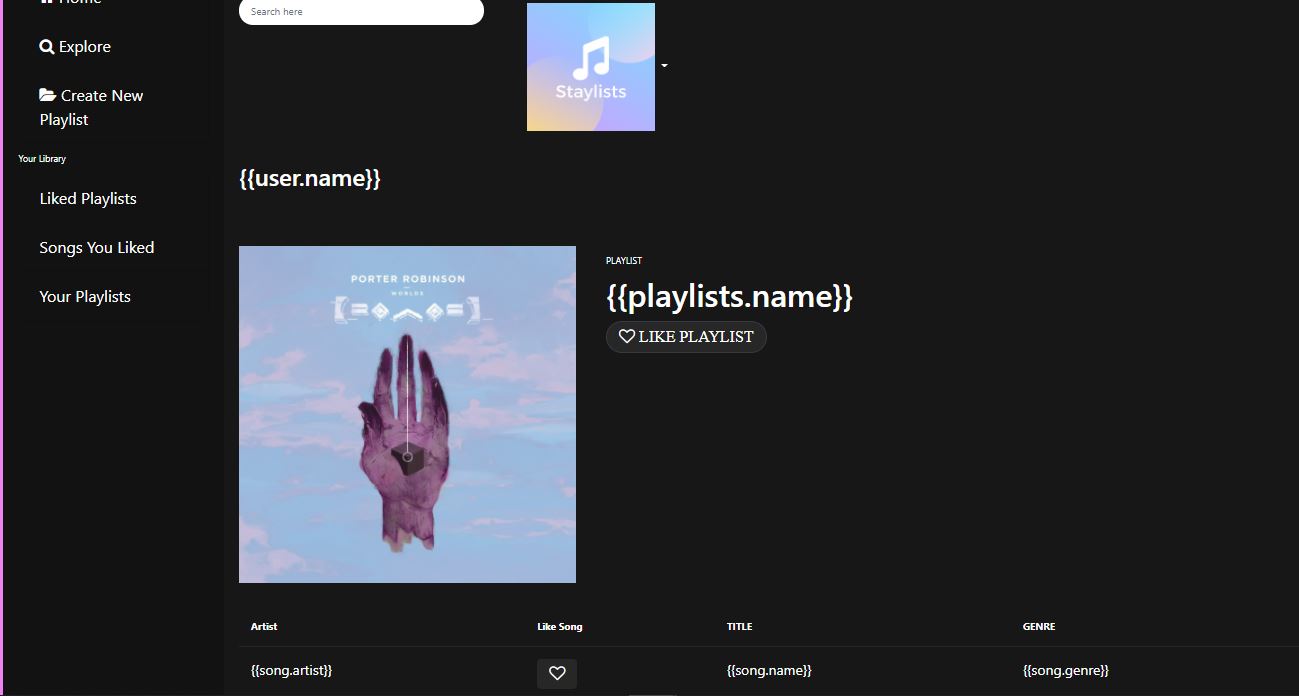 Home
Search here
Explore
Staylists
Create New
Playlist
Your Library
{{user.name}}
Liked Playlists
Songs You Liked
Your Playlists
PORTER ROBINSON
WORLDS
PLAYLIST
{{playlists.name}}
LIKE PLAYLIST
Artist Like Song TITLE GENRE
{{song.artist}} {{song.name}} {{song.genre}}